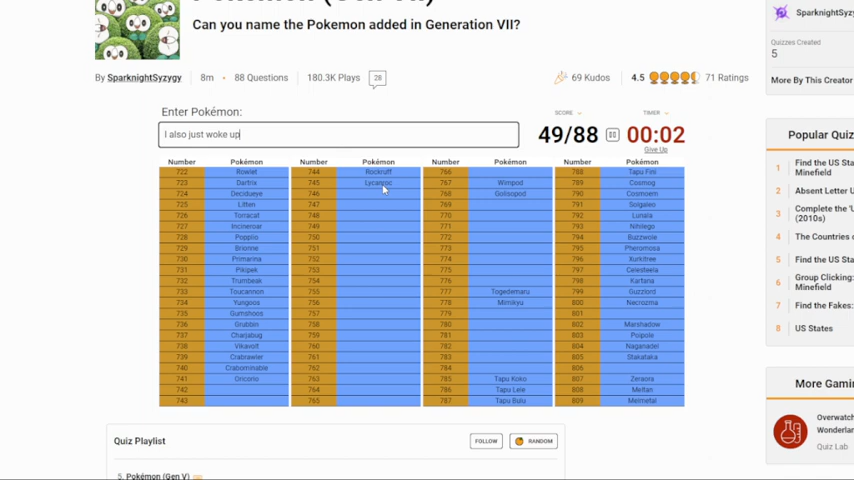 Can you name the Pokemon added in Generation VII?
By SparknightSyzygy 8m 88 Questions 180.3K Plays 28
69 Kudos 4.5 71 Ratings
SparknightSyzygy
Quizzes Created
5
More By This Creator
Enter Pokémon:
I also just woke up
SCORE
49/88
TIMER
00:02
Give Up
Number Pokémon Number Pokémon Number Pokémon Number Pokémon
722 Rowlet 744 Rockruff 766 788 Tapu Fini
723 Dartrix 745 Lycanroc 767 Wimpod 789 Cosmog
724 Decidueye 746 768 Golisopod 790 Cosmoem
725 Litten 747 769 791 Solgaleo
726 Torracat 748 770 792 Lunala
727 Incineroar 749 771 793 Nihilego
728 Popplio 750 772 794 Buzzwole
729 Brionne 751 773 795 Pheromosa
730 Primarina 752 774 796 Xurkitree
731 Pikipek 753 775 797 Celesteela
732 Trumbeak 754 776 798 Kartana
733 Toucannon 755 777 Togedemaru 799 Guzzlord
734 Yungoos 756 778 Mimikyu 800 Necrozma
735 Gumshoos 757 779 801
736 Grubbin 758 780 802 Marshadow
737 Charjabug 759 781 803 Poipole
738 Vikavolt 760 782 804 Naganadel
739 Crabrawler 761 783 805 Stakataka
740 Crabominable 762 784 806
741 Oricorio 763 785 Tapu Koko 807 Zeraora
742 764 786 Tapu Lele 808 Meltan
743 765 787 Tapu Bulu 809 Melmetal
Popular Quiz
1 Find the US Sta
Minefield
2 Absent Letter U
3 Complete the 'U
(2010s)
4 The Countries o
5 Find the US Sta
6 Group Clicking:
Minefield
7 Find the Fakes:
8 US States
More Gamin
Overwatch
Wonderlan
Quiz Lab
Quiz Playlist
FOLLOW
RANDOM
5. Pokémon (Gen V)